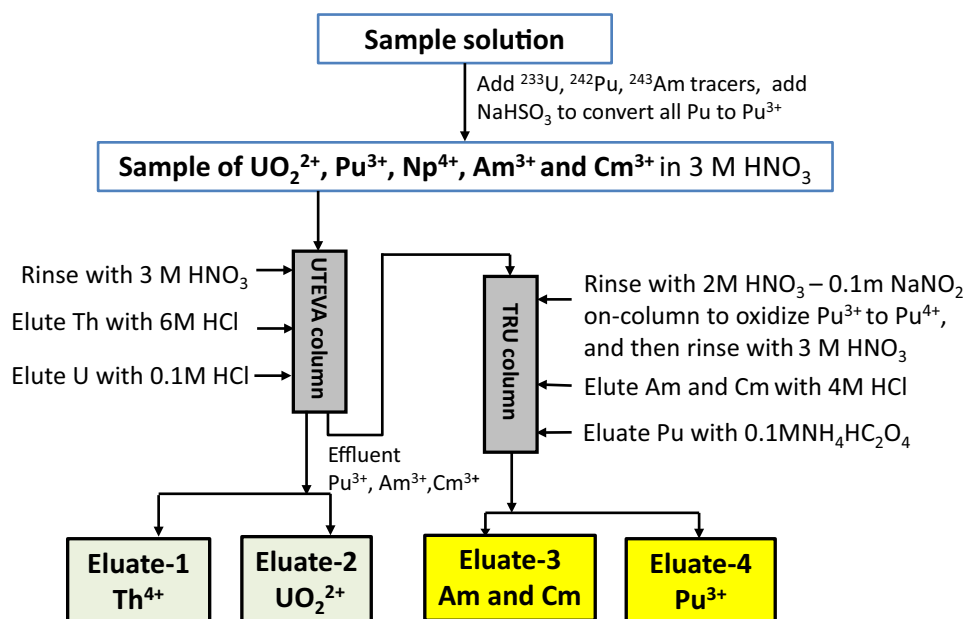 Sample solution
Add ²³³U, ²⁴²Pu, ²⁴³Am tracers, add
NaHSO₃ to convert all Pu to Pu³⁺
Sample of UO₂²⁺, Pu³⁺, Np⁴⁺, Am³⁺ and Cm³⁺ in 3 M HNO₃
Rinse with 3 M HNO₃
Elute Th with 6M HCl
Elute U with 0.1M HCl
UTEVA column
Effluent
Pu³⁺, Am³⁺,Cm³⁺
TRU column
Rinse with 2M HNO₃ – 0.1m NaNO₂
on-column to oxidize Pu³⁺ to Pu⁴⁺,
and then rinse with 3 M HNO₃
Elute Am and Cm with 4M HCl
Eluate Pu with 0.1MNH₄HC₂O₄
Eluate-1
Th⁴⁺
Eluate-2
UO₂²⁺
Eluate-3
Am and Cm
Eluate-4
Pu³⁺